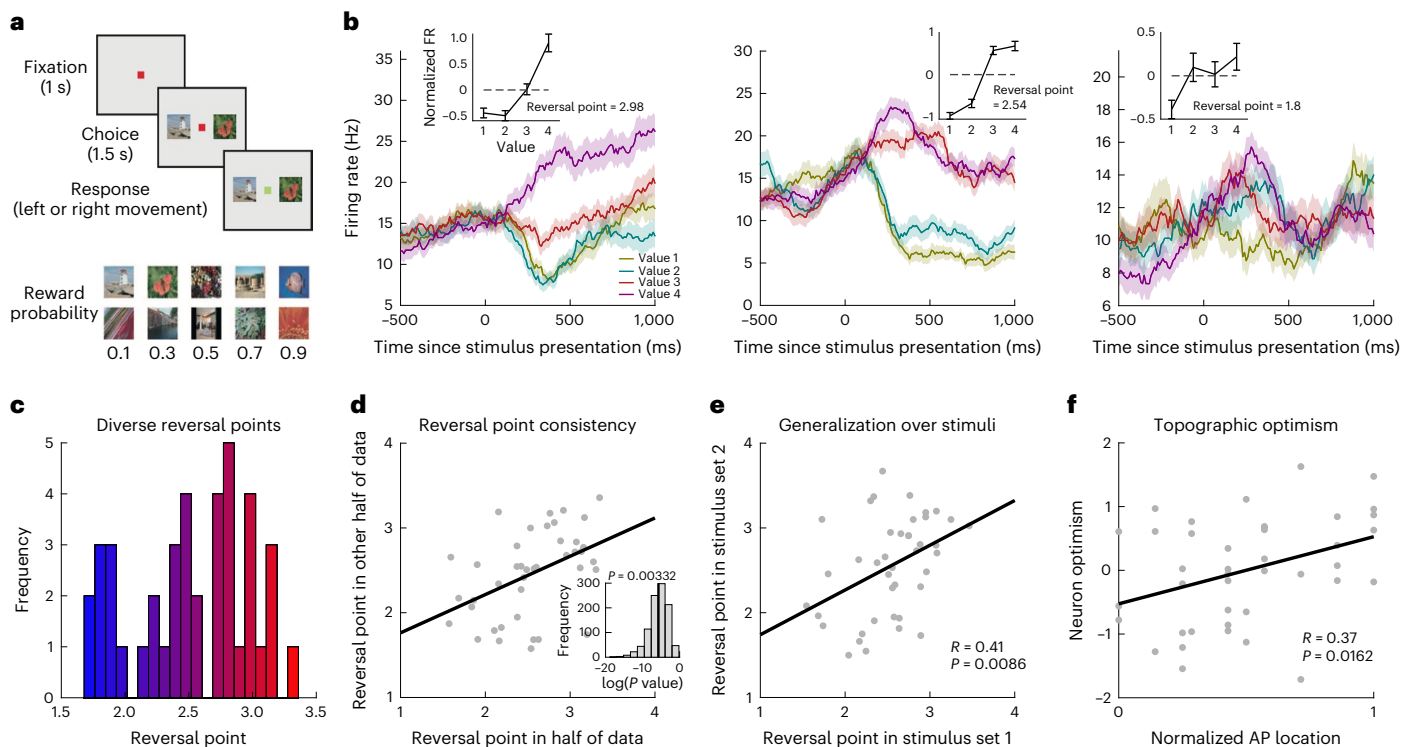 a
Fixation
(1 s)
Choice
(1.5 s)
Response
(left or right movement)
Reward
probability
0.1 0.3 0.5 0.7 0.9
b
Firing rate (Hz)
35
30
25
20
15
10
5
–500 0 500 1,000
Time since stimulus presentation (ms)
Normalized FR
1.0
0.5
0
–0.5
1 2 3 4
Value
Reversal point = 2.98
Value 1
Value 2
Value 3
Value 4
30
25
20
15
10
5
0
–500 0 500 1,000
Time since stimulus presentation (ms)
1
0
–1
1 2 3 4
Reversal point
= 2.54
20
18
16
14
12
10
8
6
–500 0 500 1,000
Time since stimulus presentation (ms)
0.5
0
–0.5
1 2 3 4
Reversal point = 1.8
c
Diverse reversal points
Frequency
5
4
3
2
1
0
1.5 2.0 2.5 3.0 3.5
Reversal point
d
Reversal point consistency
Reversal point in other half of data
4
3
2
1
1 2 3 4
Reversal point in half of data
P = 0.00332
Frequency
300
200
100
0
–20 –10 0
log(P value)
e
Generalization over stimuli
Reversal point in stimulus set 2
4
3
2
1
1 2 3 4
Reversal point in stimulus set 1
R = 0.41
P = 0.0086
f
Topographic optimism
Neuron optimism
2
1
0
–1
–2
0 1
Normalized AP location
R = 0.37
P = 0.0162